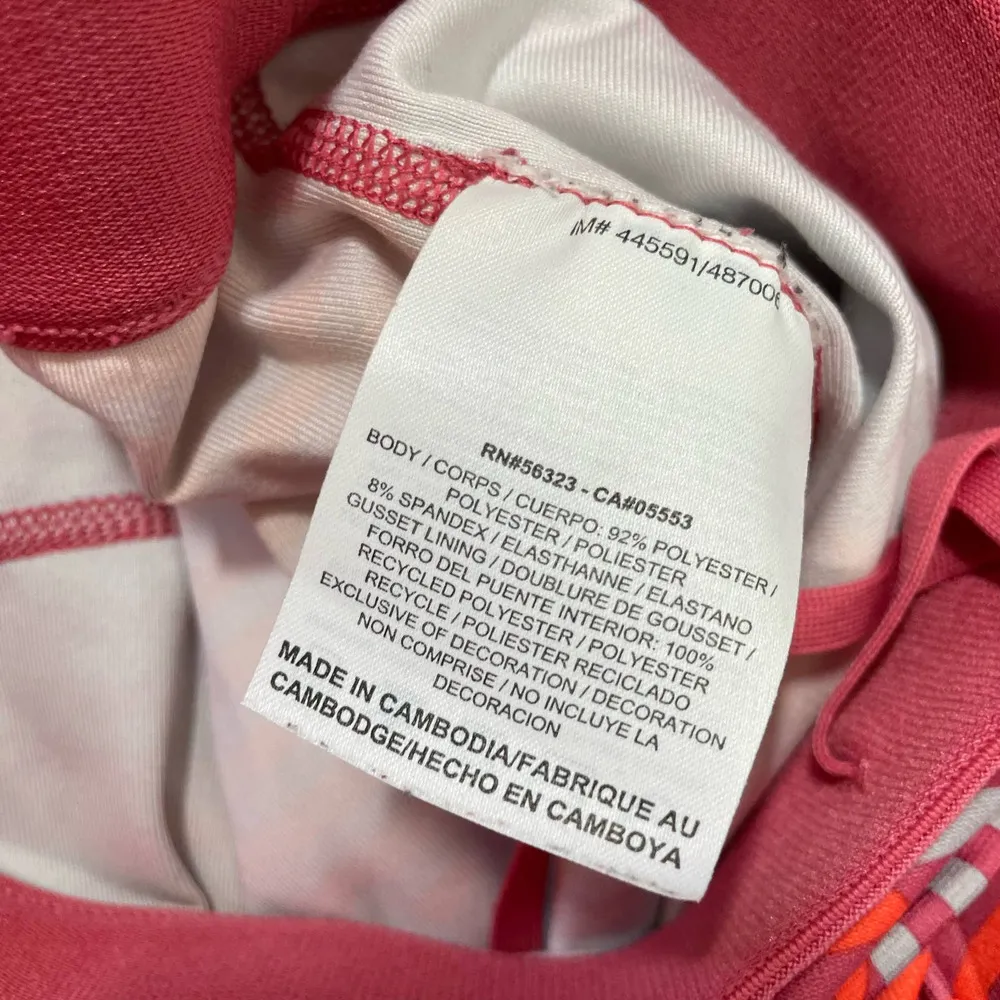 IM# 445591/487006
RN#56323 - CA#05553
BODY / CORPS / CUERPO: 92% POLYESTER /
POLYESTER / POLIESTER
8% SPANDEX / ELASTHANNE / ELASTANO
GUSSET LINING / DOUBLURE DE GOUSSET /
FORRO DEL PUENTE INTERIOR: 100%
RECYCLED POLYESTER / POLYESTER
RECYCLE / POLIESTER RECICLADO
EXCLUSIVE OF DECORATION / DECORATION
NON COMPRISE / NO INCLUYE LA
DECORACION
MADE IN CAMBODIA/FABRIQUE AU
CAMBODGE/HECHO EN CAMBOYA